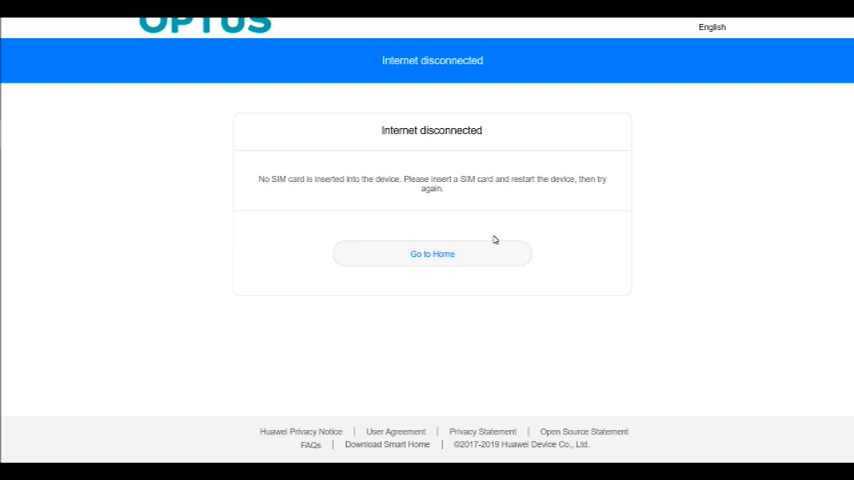 OPTUS
English
Internet disconnected
Internet disconnected
No SIM card is inserted into the device. Please insert a SIM card and restart the device, then try
again.
Go to Home
Huawei Privacy Notice | User Agreement | Privacy Statement | Open Source Statement
FAQs | Download Smart Home | ©2017-2019 Huawei Device Co., Ltd.